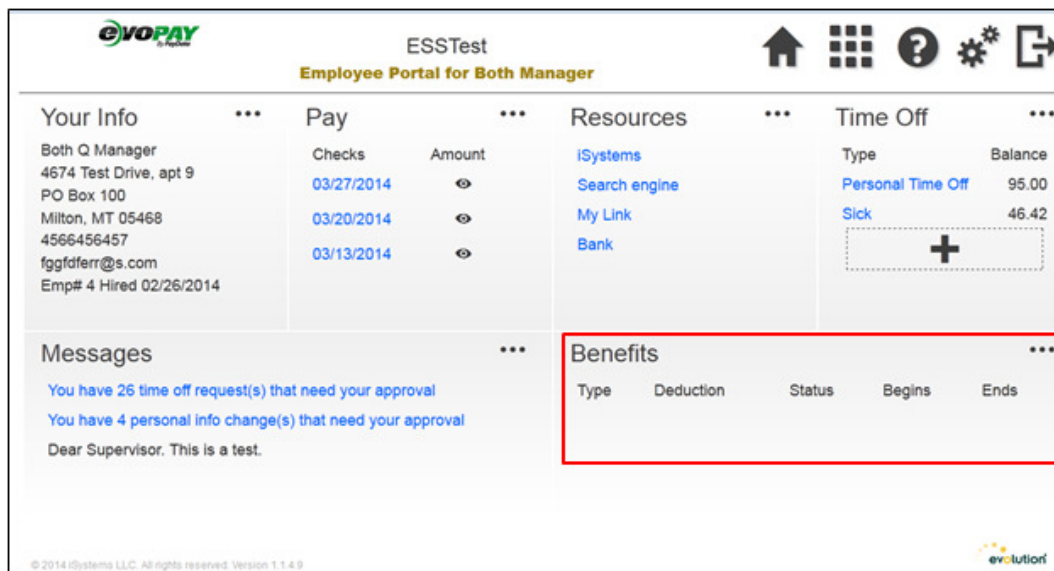 evoPAY
By PayData
ESSTest
Employee Portal for Both Manager
Your Info
Both Q Manager
4674 Test Drive, apt 9
PO Box 100
Milton, MT 05468
4566456457
fggfdferr@s.com
Emp# 4 Hired 02/26/2014
Pay
Checks Amount
03/27/2014
03/20/2014
03/13/2014
Resources
iSystems
Search engine
My Link
Bank
Time Off
Type Balance
Personal Time Off 95.00
Sick 46.42
Messages
You have 26 time off request(s) that need your approval
You have 4 personal info change(s) that need your approval
Dear Supervisor. This is a test.
Benefits
Type Deduction Status Begins Ends
© 2014 iSystems LLC. All rights reserved. Version 1.1.4.9
evolution